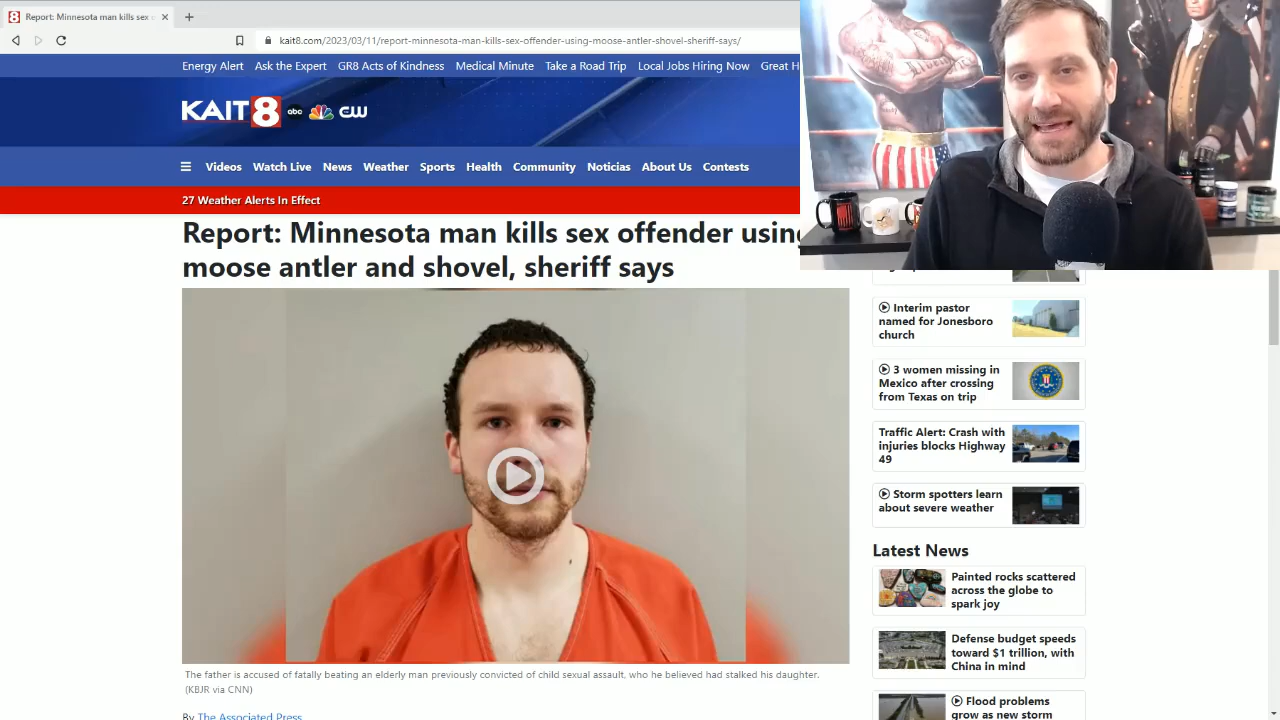 Report: Minnesota man kills sex o
kait8.com/2023/03/11/report-minnesota-man-kills-sex-offender-using-moose-antler-shovel-sheriff-says/
Energy Alert Ask the Expert GR8 Acts of Kindness Medical Minute Take a Road Trip Local Jobs Hiring Now Great H
KAIT 8 abc NBC CW
Videos Watch Live News Weather Sports Health Community Noticias About Us Contests
27 Weather Alerts In Effect
Report: Minnesota man kills sex offender using
moose antler and shovel, sheriff says
The father is accused of fatally beating an elderly man previously convicted of child sexual assault, who he believed had stalked his daughter.
(KBJR via CNN)
By The Associated Press
Interim pastor
named for Jonesboro
church
3 women missing in
Mexico after crossing
from Texas on trip
Traffic Alert: Crash with
injuries blocks Highway
49
Storm spotters learn
about severe weather
Latest News
Painted rocks scattered
across the globe to
spark joy
Defense budget speeds
toward $1 trillion, with
China in mind
Flood problems
grow as new storm